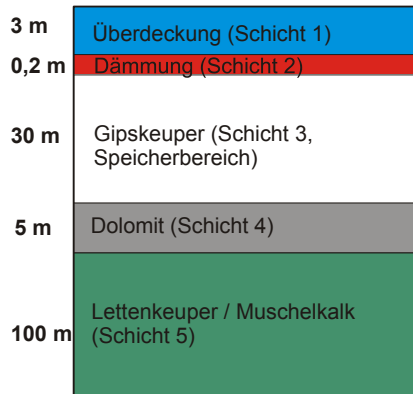 3 m
Überdeckung (Schicht 1)
0,2 m
Dämmung (Schicht 2)
30 m
Gipskeuper (Schicht 3,
Speicherbereich)
5 m
Dolomit (Schicht 4)
Lettenkeuper / Muschelkalk
100 m
(Schicht 5)